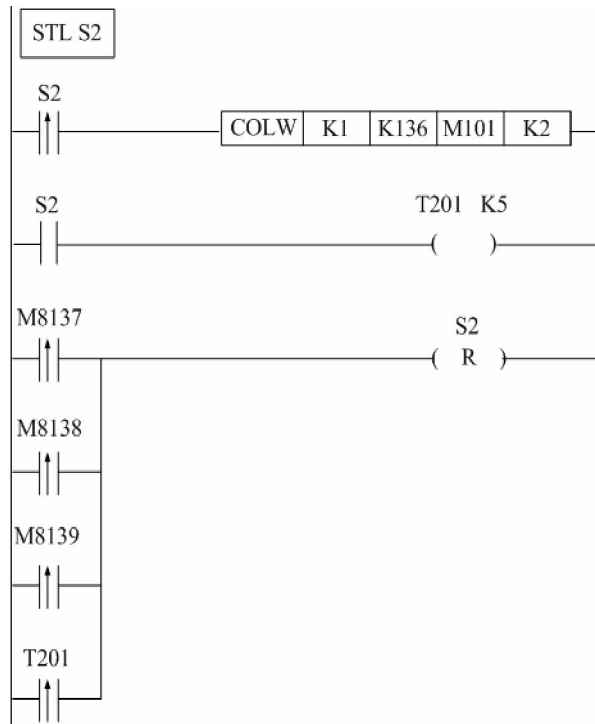 STL S2
S2
COLW K1 K136 M101 K2
S2
T201 K5
( )
M8137
S2
( R )
M8138
M8139
T201